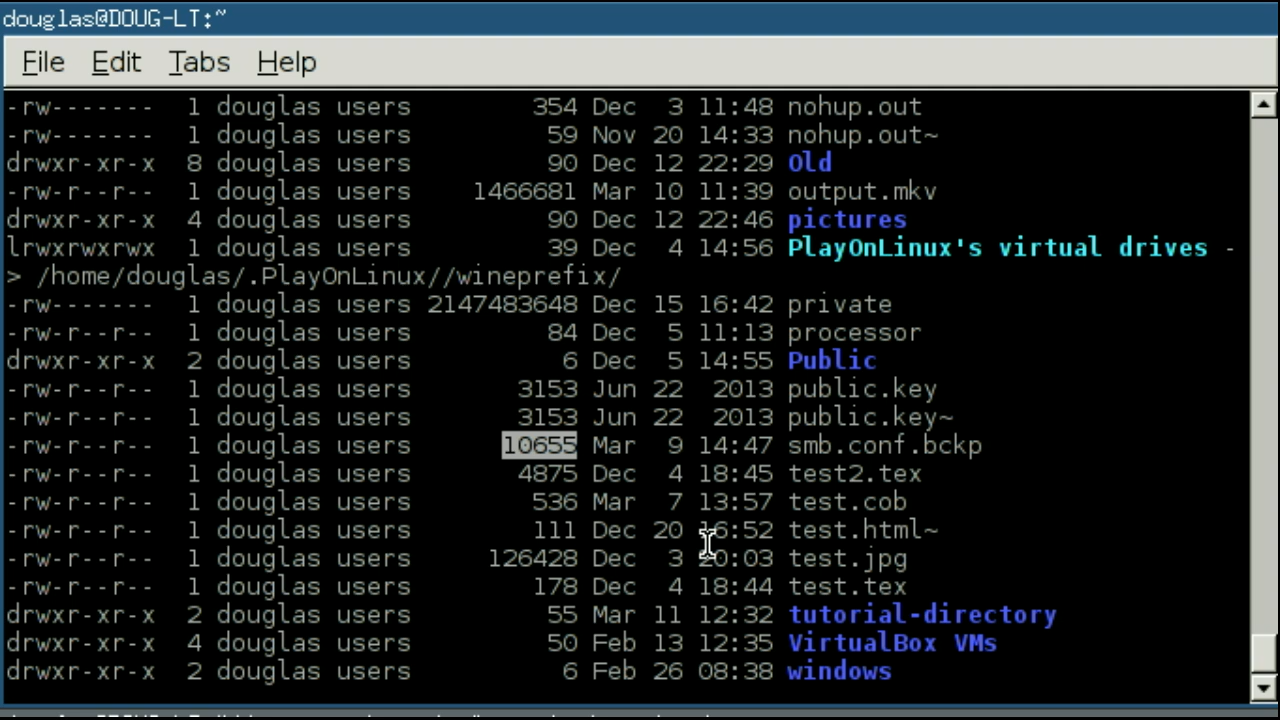 douglas@DOUG-LT:~
File Edit Tabs Help
-rw------- 1 douglas users 354 Dec 3 11:48 nohup.out
-rw------- 1 douglas users 59 Nov 20 14:33 nohup.out~
drwxr-xr-x 8 douglas users 90 Dec 12 22:29 Old
-rw-r--r-- 1 douglas users 1466681 Mar 10 11:39 output.mkv
drwxr-xr-x 4 douglas users 90 Dec 12 22:46 pictures
lrwxrwxrwx 1 douglas users 39 Dec 4 14:56 PlayOnLinux's virtual drives -
> /home/douglas/.PlayOnLinux//wineprefix/
-rw-r--r-- 1 douglas users 2147483648 Dec 15 16:42 private
-rw-r--r-- 1 douglas users 84 Dec 5 11:13 processor
drwxr-xr-x 2 douglas users 6 Dec 5 14:55 Public
-rw-r--r-- 1 douglas users 3153 Jun 22 2013 public.key
-rw-r--r-- 1 douglas users 3153 Jun 22 2013 public.key~
-rw-r--r-- 1 douglas users 10655 Mar 9 14:47 smb.conf.bckp
-rw-r--r-- 1 douglas users 4875 Dec 4 18:45 test2.tex
-rw-r--r-- 1 douglas users 536 Mar 7 13:57 test.cob
-rw-r--r-- 1 douglas users 111 Dec 20 16:52 test.html~
-rw-r--r-- 1 douglas users 126428 Dec 3 20:03 test.jpg
-rw-r--r-- 1 douglas users 178 Dec 4 18:44 test.tex
drwxr-xr-x 2 douglas users 55 Mar 11 12:32 tutorial-directory
drwxr-xr-x 4 douglas users 50 Feb 13 12:35 VirtualBox VMs
drwxr-xr-x 2 douglas users 6 Feb 26 08:38 windows